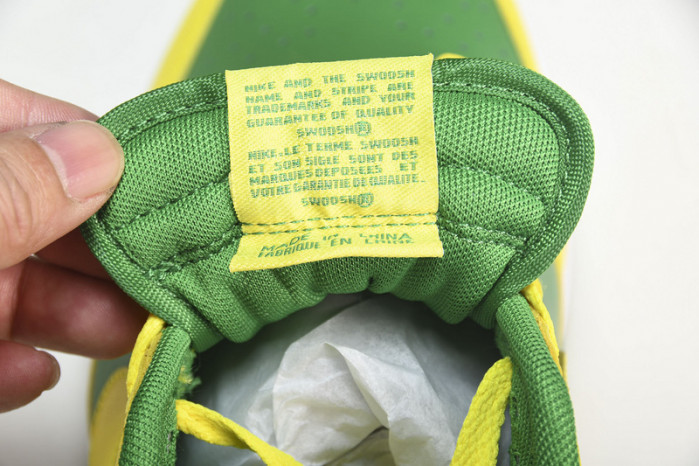 NIKE AND THE SWOOSH
NAME AND STRIPE ARE
TRADEMARKS AND YOUR
GUARANTEE OF QUALITY
SWOOSH®
NIKE.LE TERME SWOOSH
ET SON SIGLE SONT DES
MARQUES DEPOSEES ET
VOTRE GARANTIE DE QUALITE.
SWOOSH®
MADE IN CHINA
FABRIQUE EN CHINE